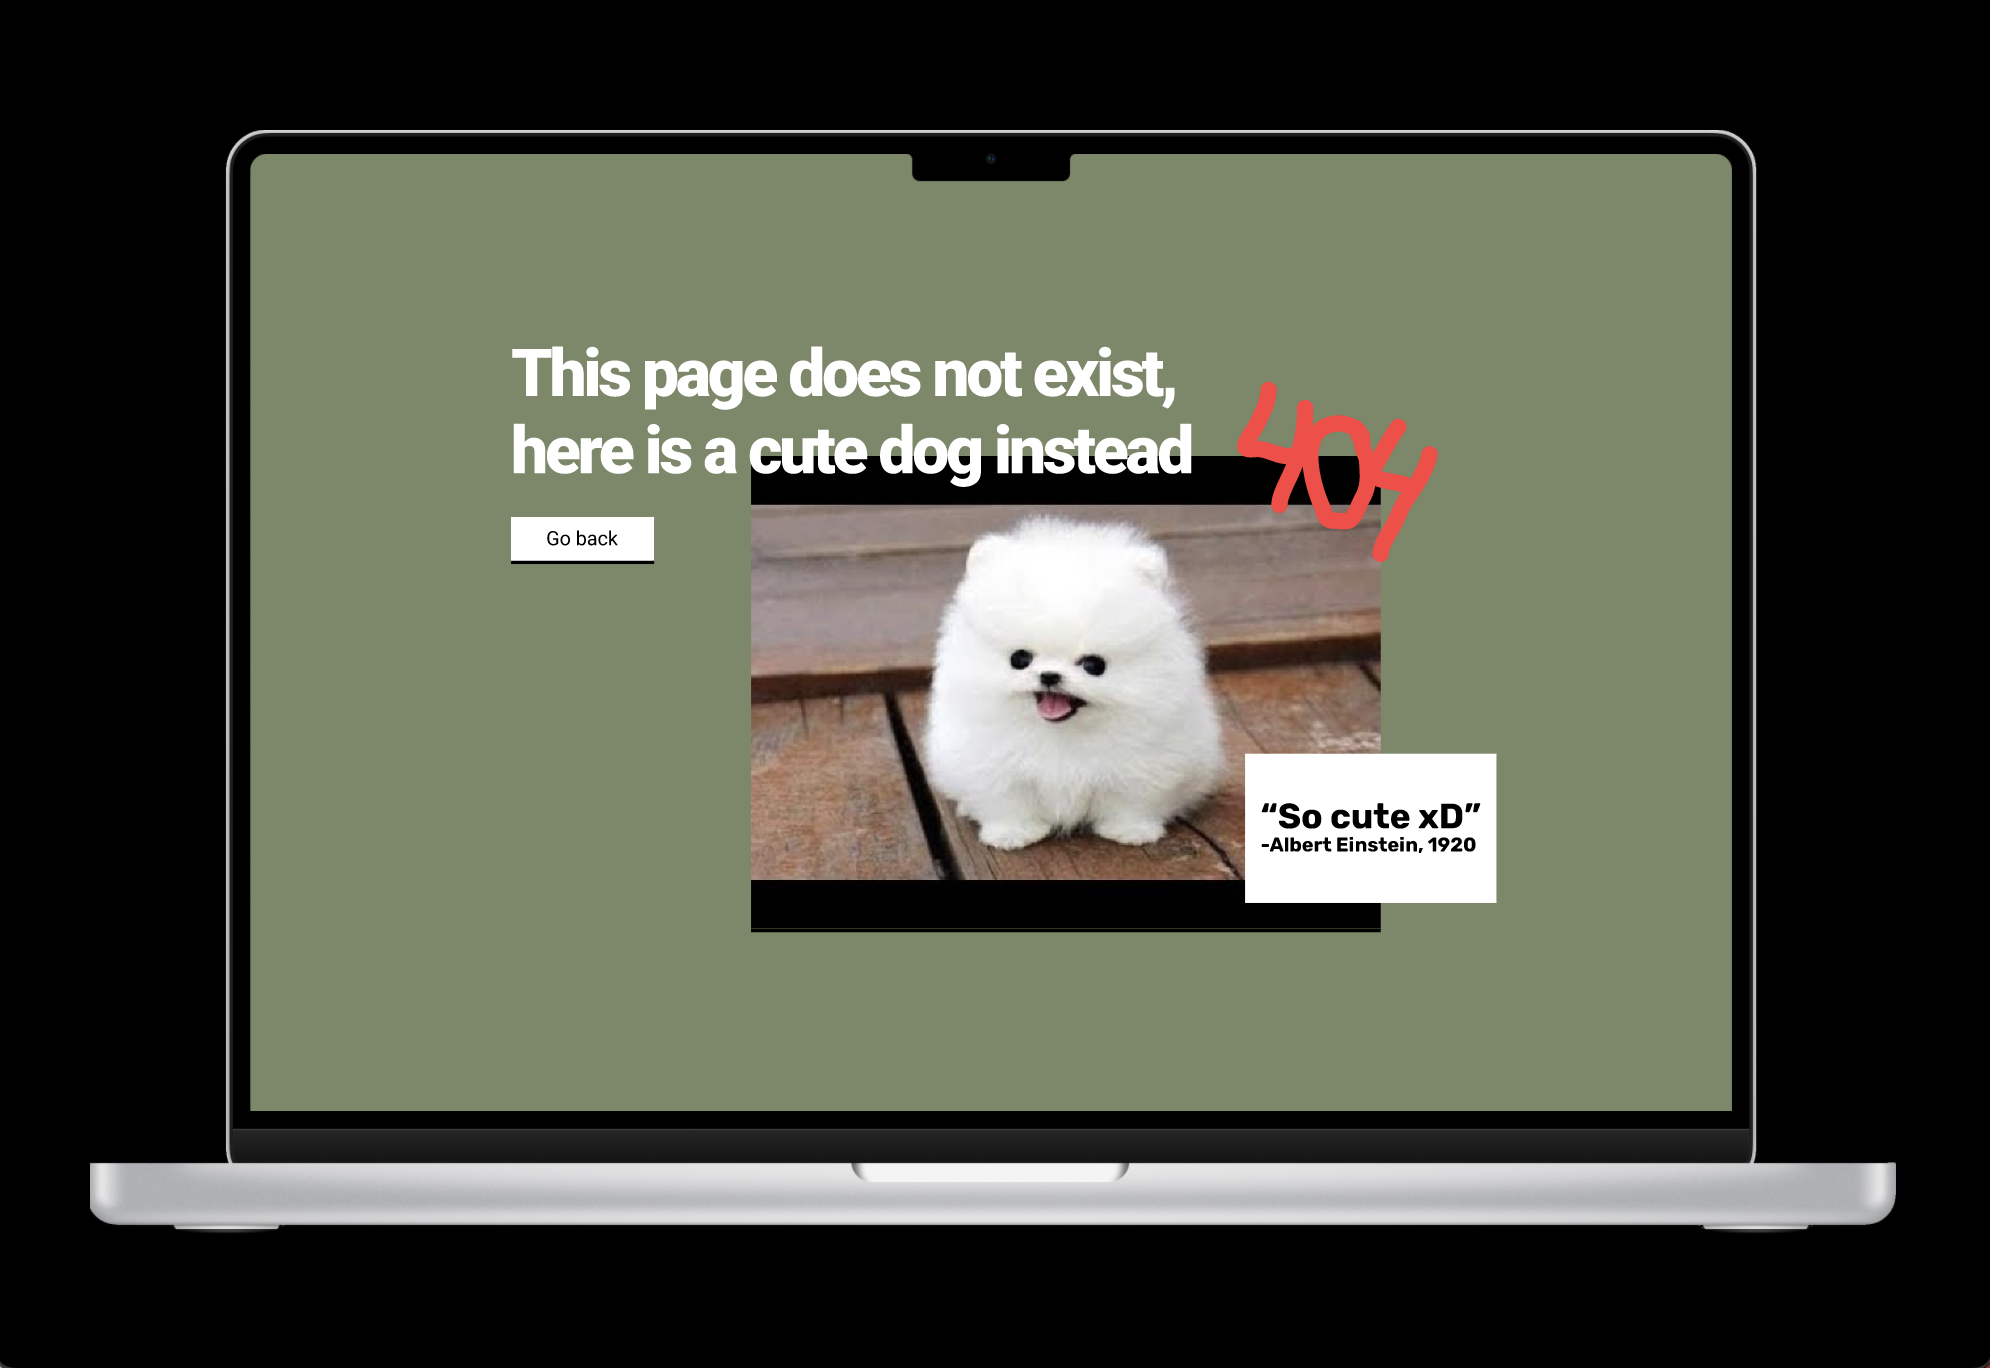 This page does not exist,
here is a cute dog instead
404
Go back
“So cute xD”
-Albert Einstein, 1920